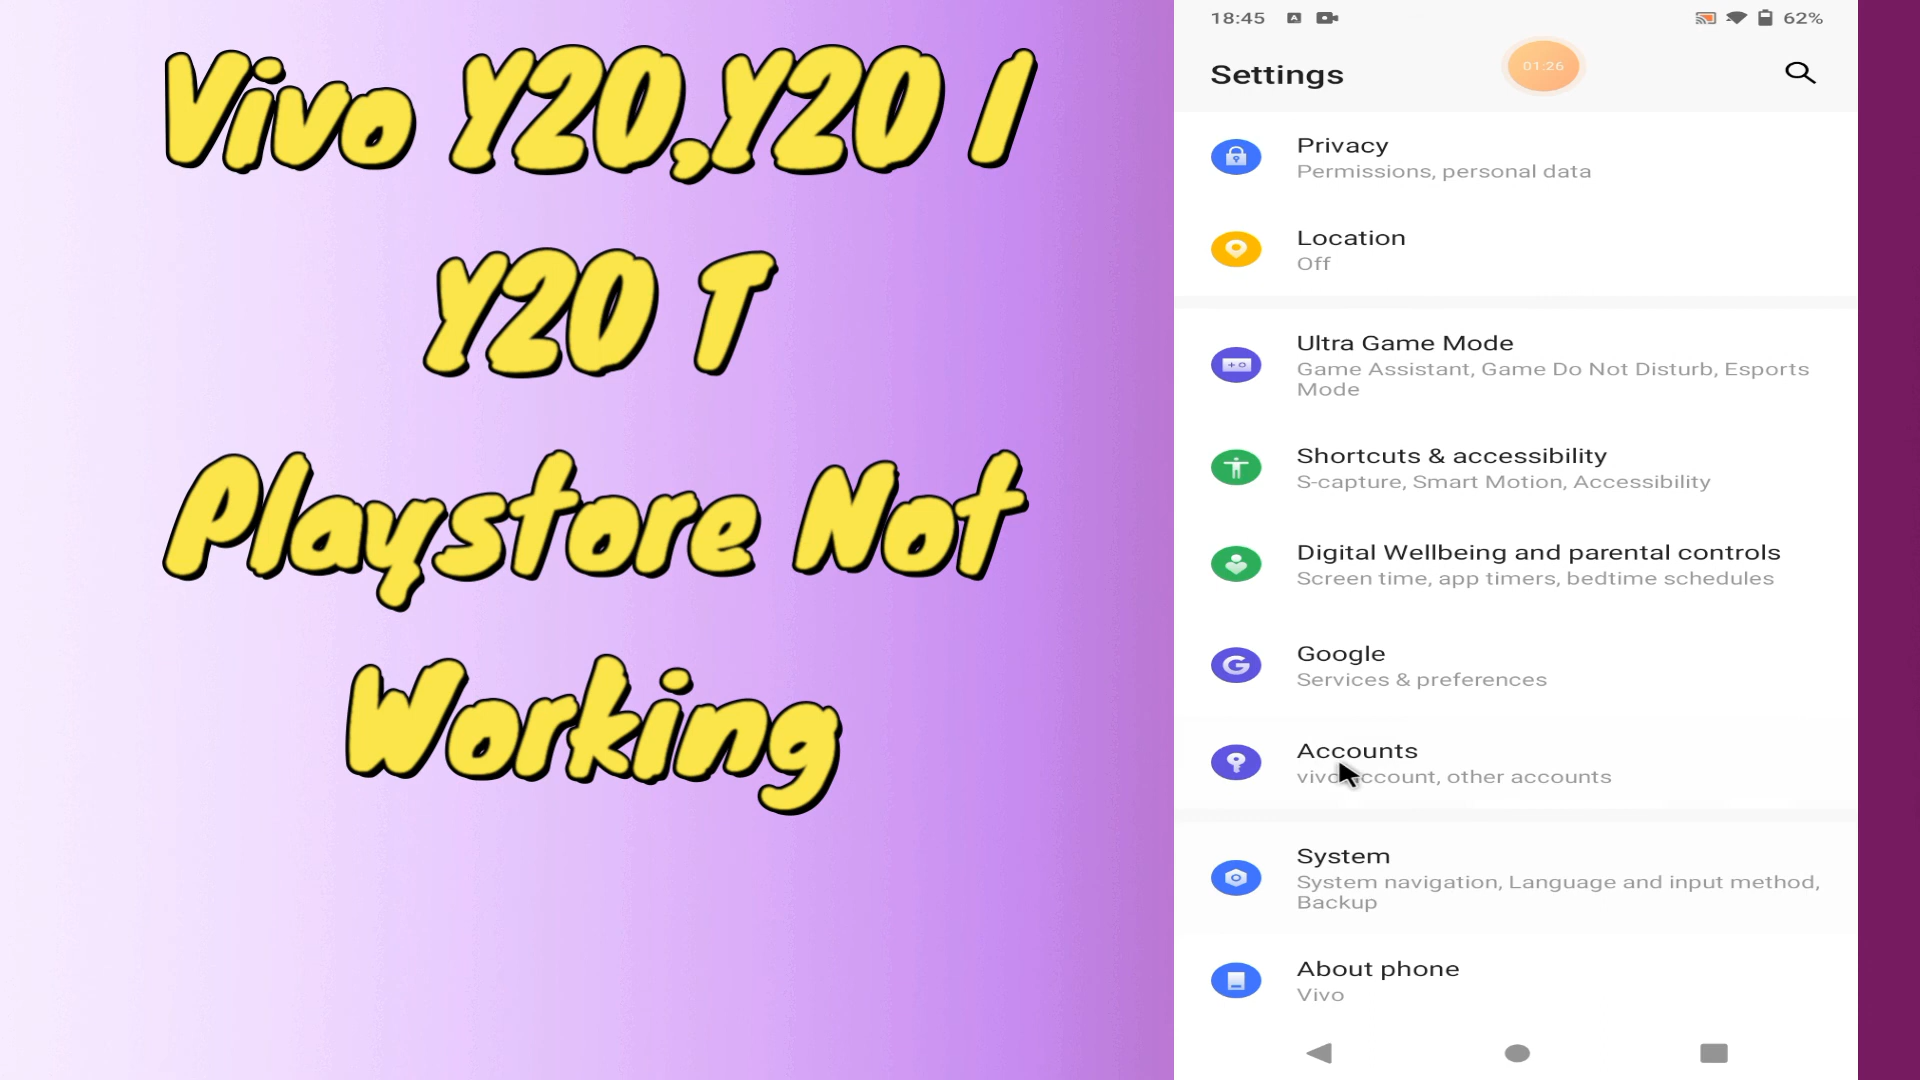 Vivo Y20,Y20 I
Y20 T
Playstore Not
Working
18:45
62%
Settings
01:26
Privacy
Permissions, personal data
Location
Off
Ultra Game Mode
Game Assistant, Game Do Not Disturb, Esports
Mode
Shortcuts & accessibility
S-capture, Smart Motion, Accessibility
Digital Wellbeing and parental controls
Screen time, app timers, bedtime schedules
Google
Services & preferences
Accounts
vivo account, other accounts
System
System navigation, Language and input method,
Backup
About phone
Vivo